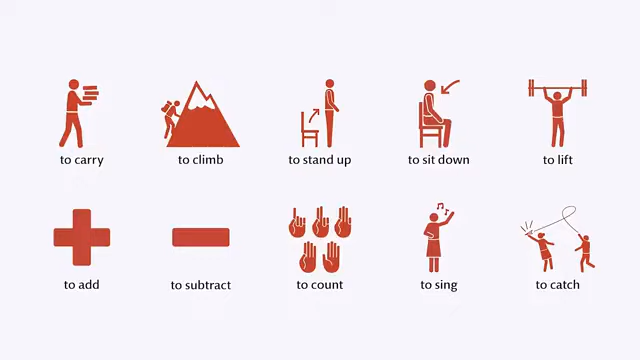 to carry
to climb
to stand up
to sit down
to lift
to add
to subtract
to count
to sing
to catch